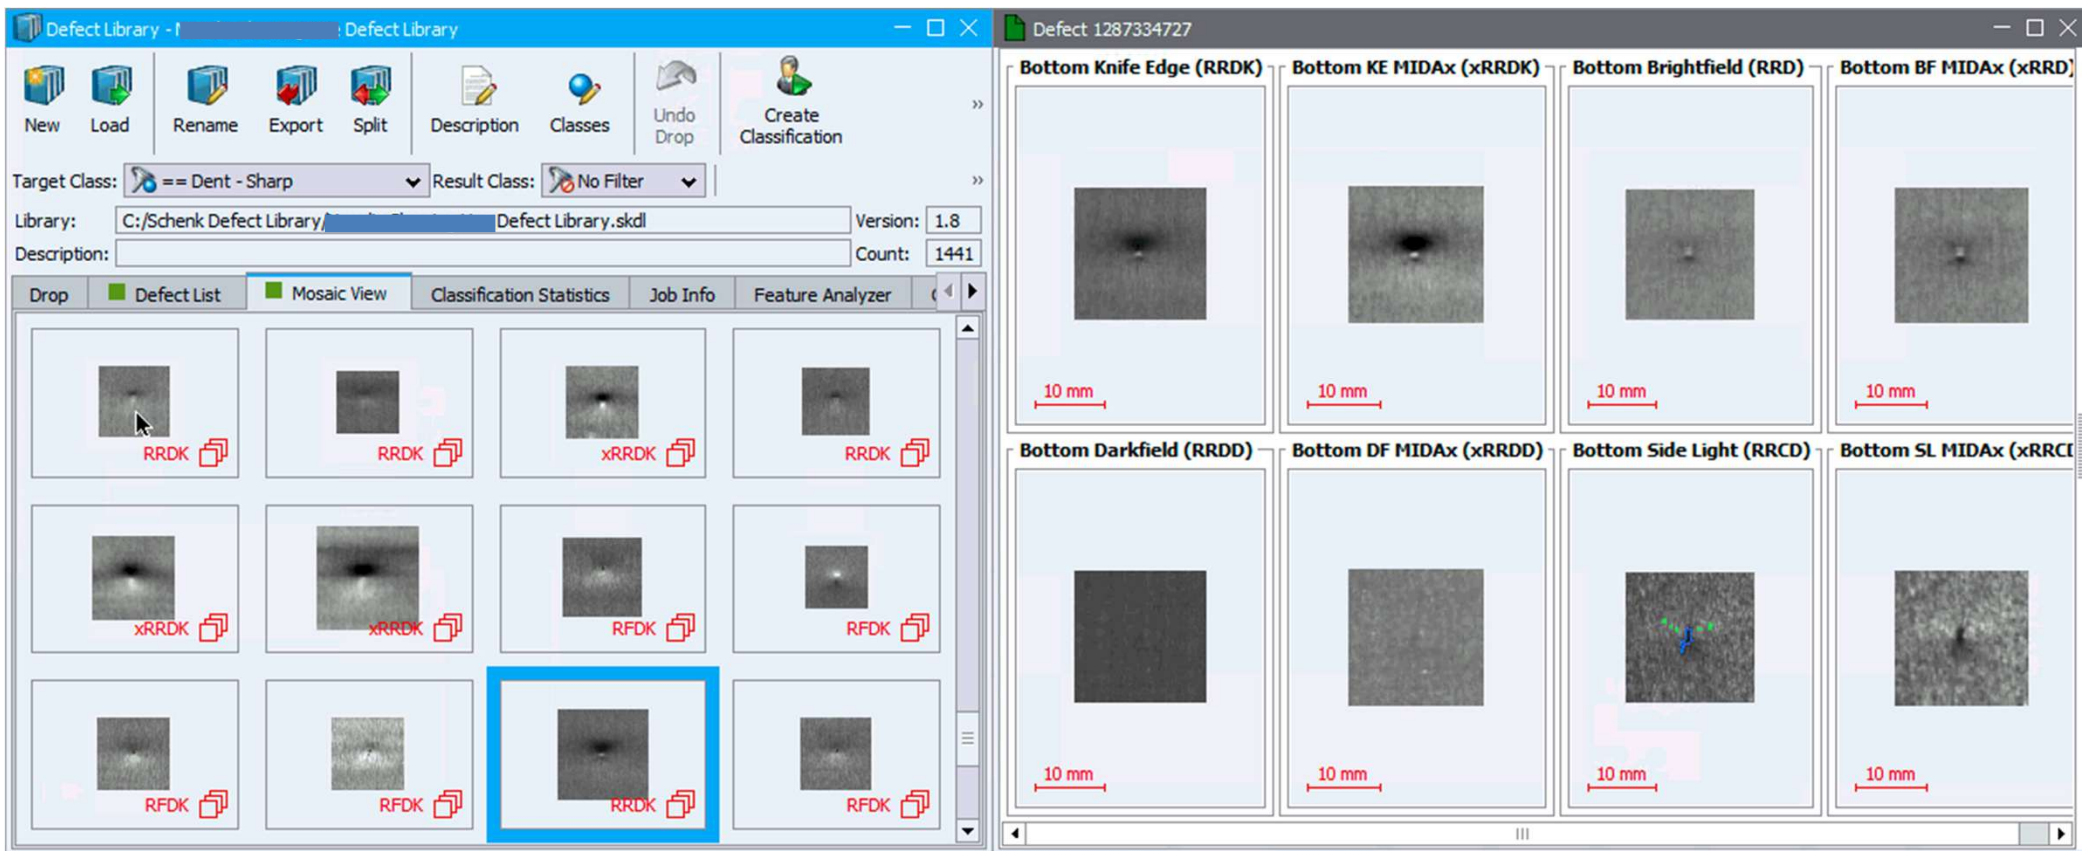 Defect Library -
Defect Library
New
Load
Rename
Export
Split
Description
Classes
Undo
Drop
Create
Classification
»
Target Class:
== Dent - Sharp
Result Class:
No Filter
»
Library:
C:/Schenk Defect Library/
Defect Library.skdl
Version:
1.8
Description:
Count:
1441
Drop
Defect List
Mosaic View
Classification Statistics
Job Info
Feature Analyzer
RRDK
RRDK
xRRDK
RRDK
xRRDK
xRRDK
RFDK
RFDK
RFDK
RFDK
RRDK
RFDK
Defect 1287334727
Bottom Knife Edge (RRDK)
Bottom KE MIDAx (xRRDK)
Bottom Brightfield (RRD)
Bottom BF MIDAx (xRRD)
10 mm
10 mm
10 mm
10 mm
Bottom Darkfield (RRDD)
Bottom DF MIDAx (xRRDD)
Bottom Side Light (RRCD)
Bottom SL MIDAx
10 mm
10 mm
10 mm
10 mm